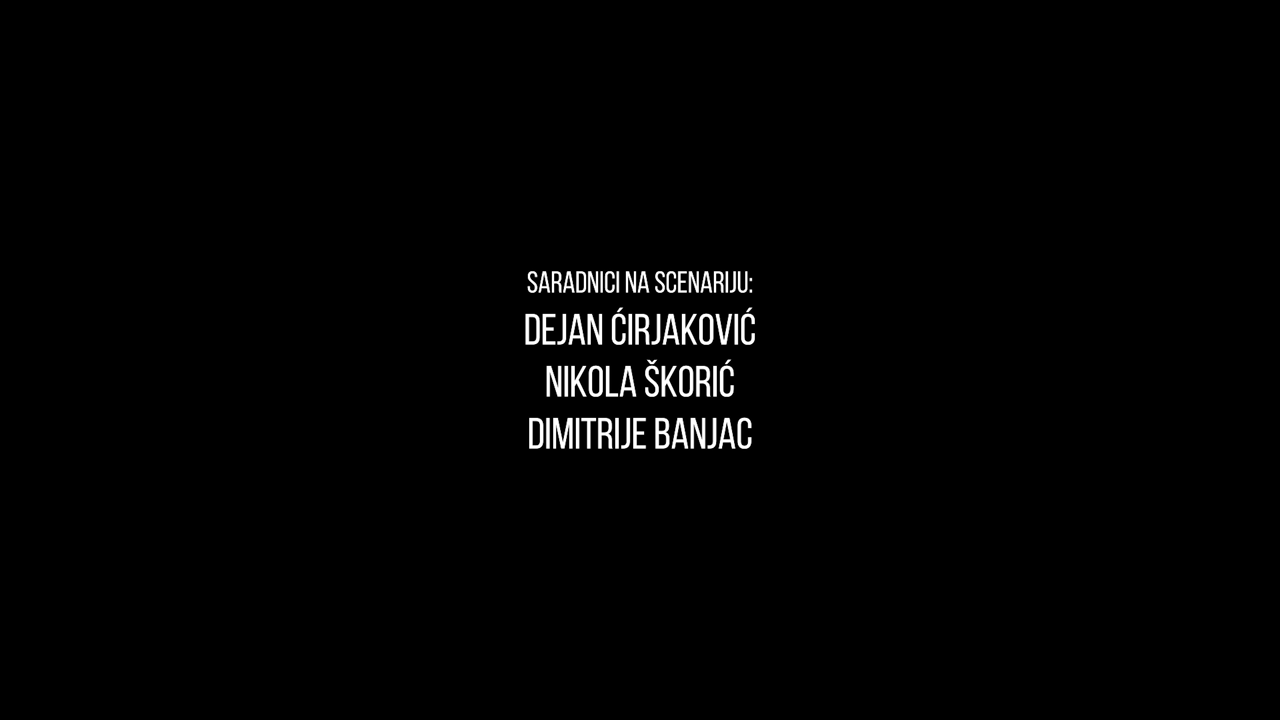 SARADNICI NA SCENARIJU:
DEJAN ĆIRJAKOVIĆ
NIKOLA ŠKORIĆ
DIMITRIJE BANJAC